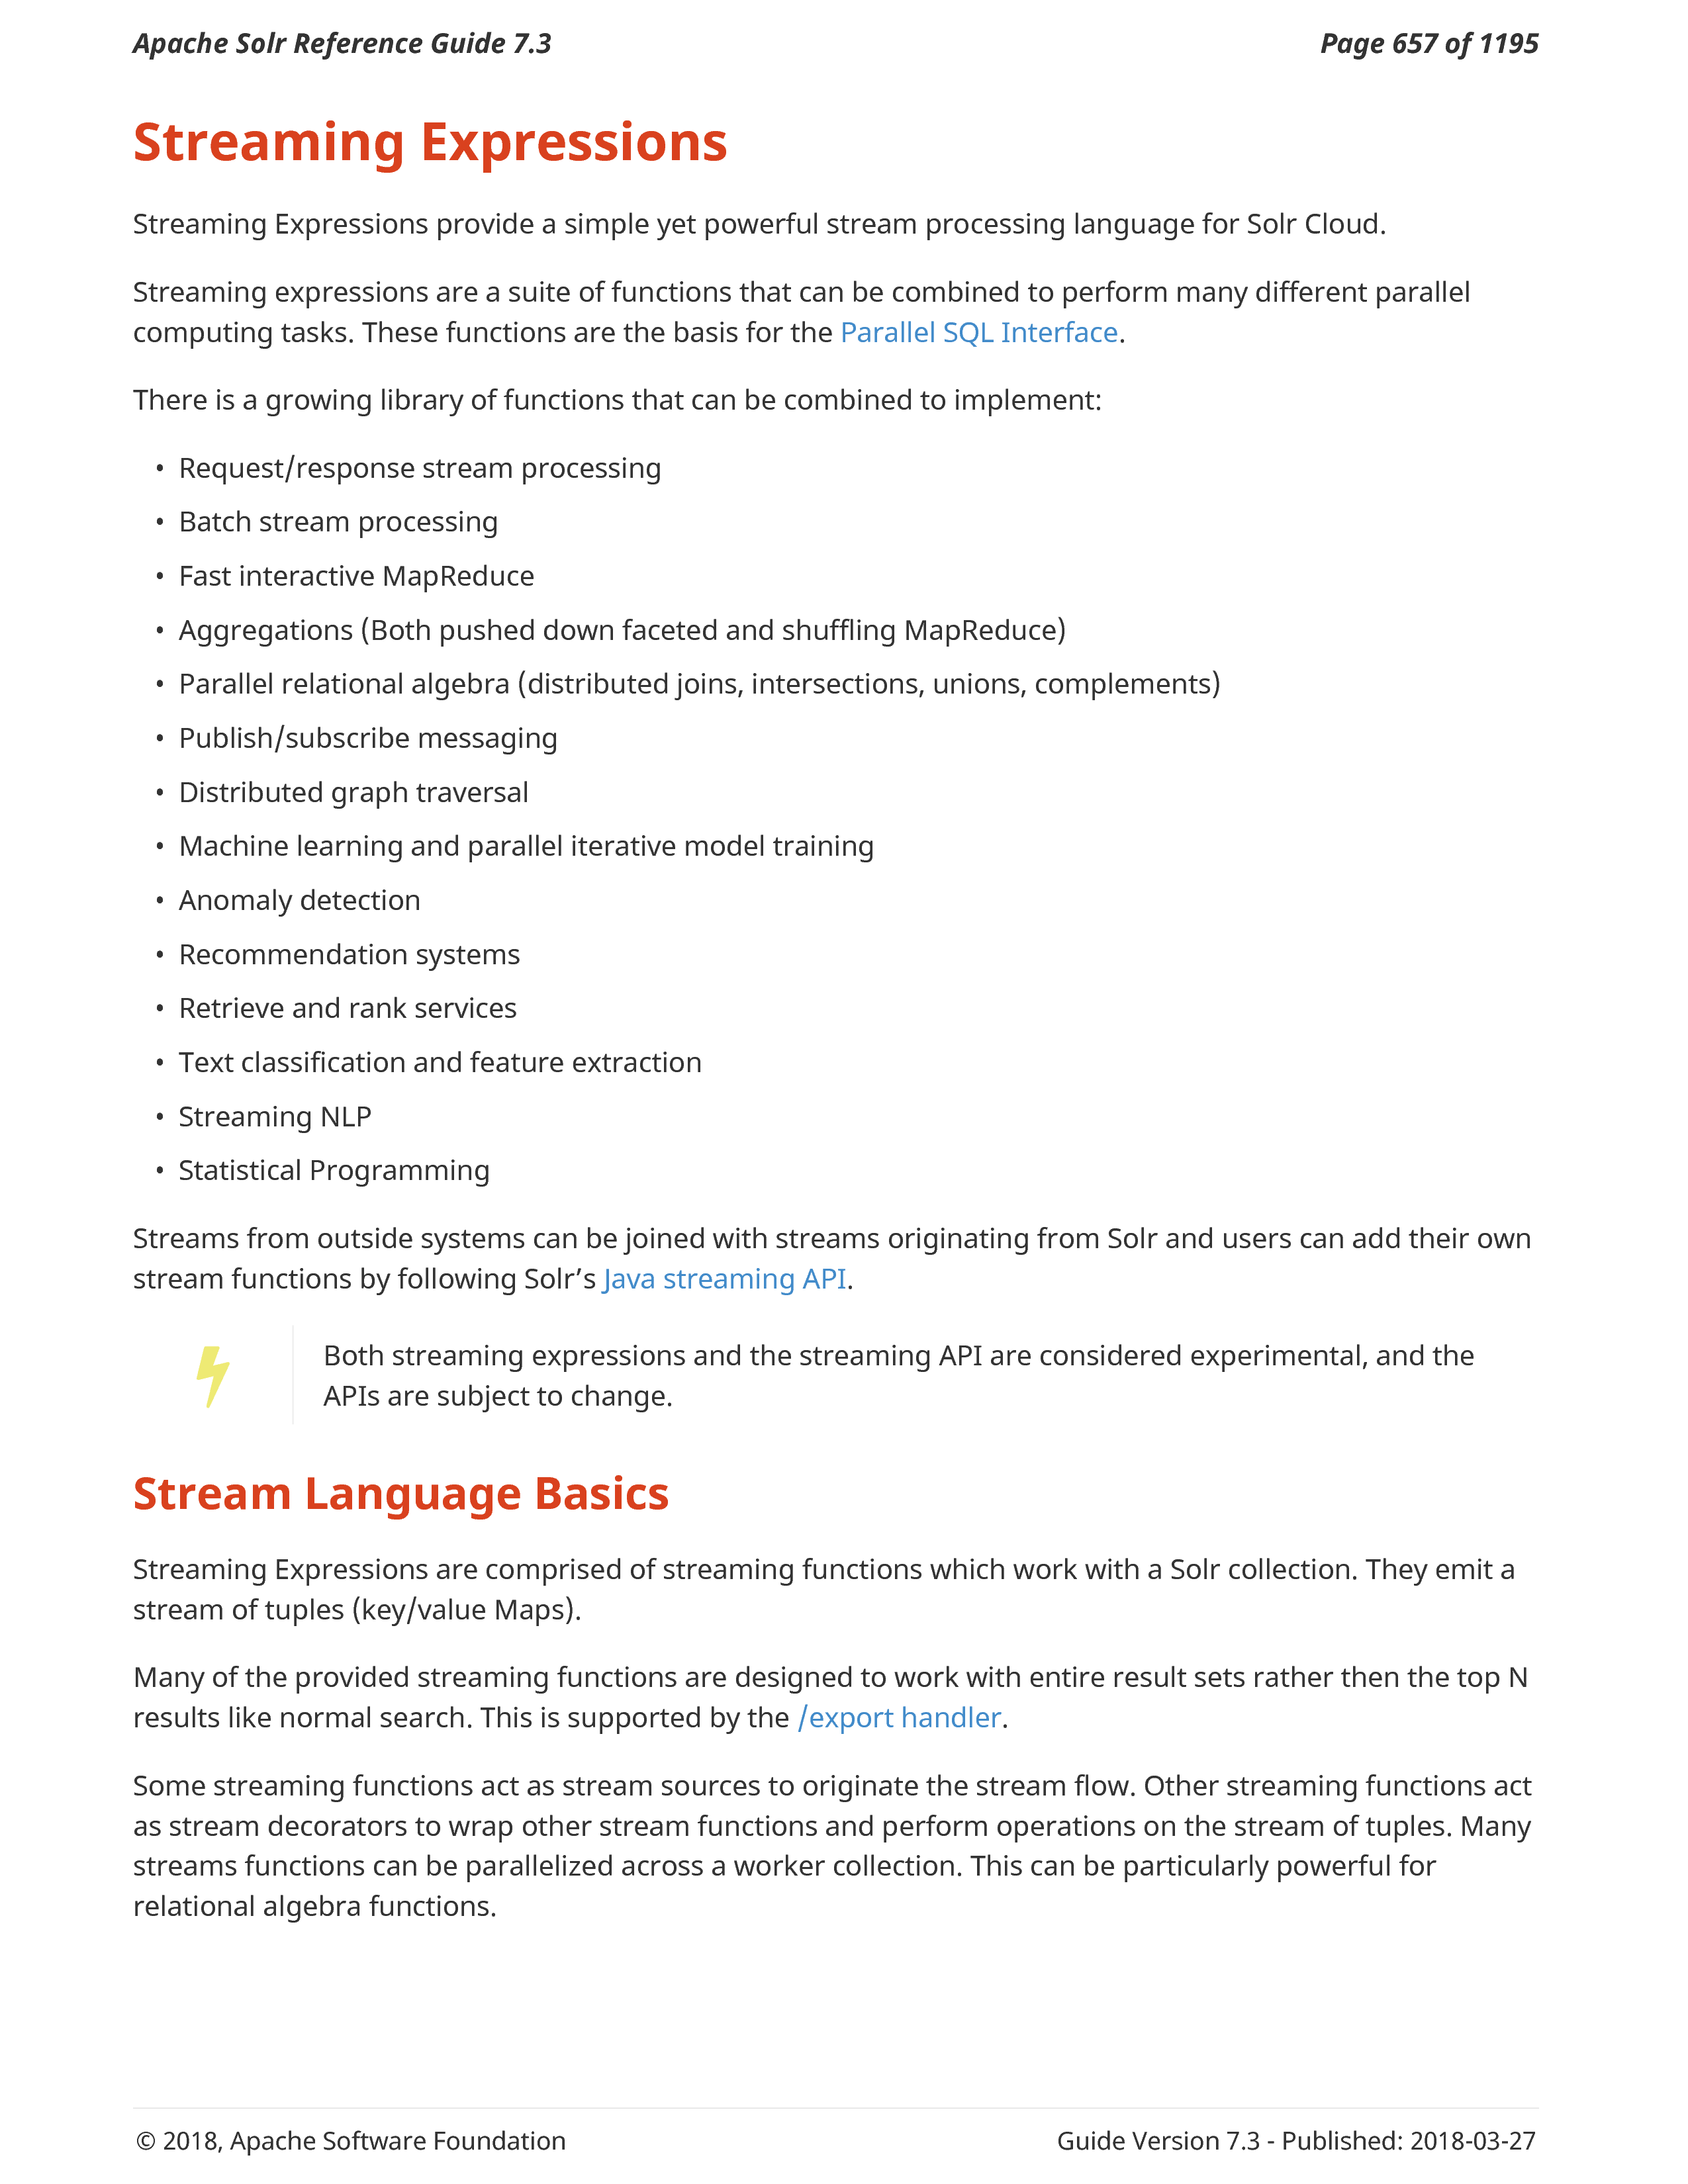 Apache Solr Reference Guide 7.3
Page 657 of 1195
Streaming Expressions
Streaming Expressions provide a simple yet powerful stream processing language for Solr Cloud.
Streaming expressions are a suite of functions that can be combined to perform many different parallel
computing tasks. These functions are the basis for the Parallel SQL Interface.
There is a growing library of functions that can be combined to implement:
• Request/response stream processing
• Batch stream processing
• Fast interactive MapReduce
• Aggregations (Both pushed down faceted and shuffling MapReduce)
• Parallel relational algebra (distributed joins, intersections, unions, complements)
• Publish/subscribe messaging
• Distributed graph traversal
• Machine learning and parallel iterative model training
• Anomaly detection
• Recommendation systems
• Retrieve and rank services
• Text classification and feature extraction
• Streaming NLP
• Statistical Programming
Streams from outside systems can be joined with streams originating from Solr and users can add their own
stream functions by following Solr’s Java streaming API.
Both streaming expressions and the streaming API are considered experimental, and the
APIs are subject to change.
Stream Language Basics
Streaming Expressions are comprised of streaming functions which work with a Solr collection. They emit a
stream of tuples (key/value Maps).
Many of the provided streaming functions are designed to work with entire result sets rather then the top N
results like normal search. This is supported by the /export handler.
Some streaming functions act as stream sources to originate the stream flow. Other streaming functions act
as stream decorators to wrap other stream functions and perform operations on the stream of tuples. Many
streams functions can be parallelized across a worker collection. This can be particularly powerful for
relational algebra functions.
© 2018, Apache Software Foundation
Guide Version 7.3 - Published: 2018-03-27